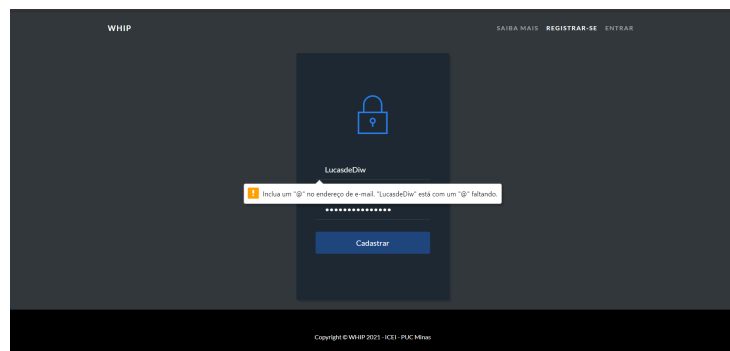 WHIP
SAIBA MAIS REGISTRAR-SE ENTRAR
LucasdeDiw
! Inclua um "@" no endereço de e-mail. "LucasdeDiw" está com um "@" faltando.
•••••••••••••••
Cadastrar
Copyright © WHIP 2021 - ICEI - PUC Minas